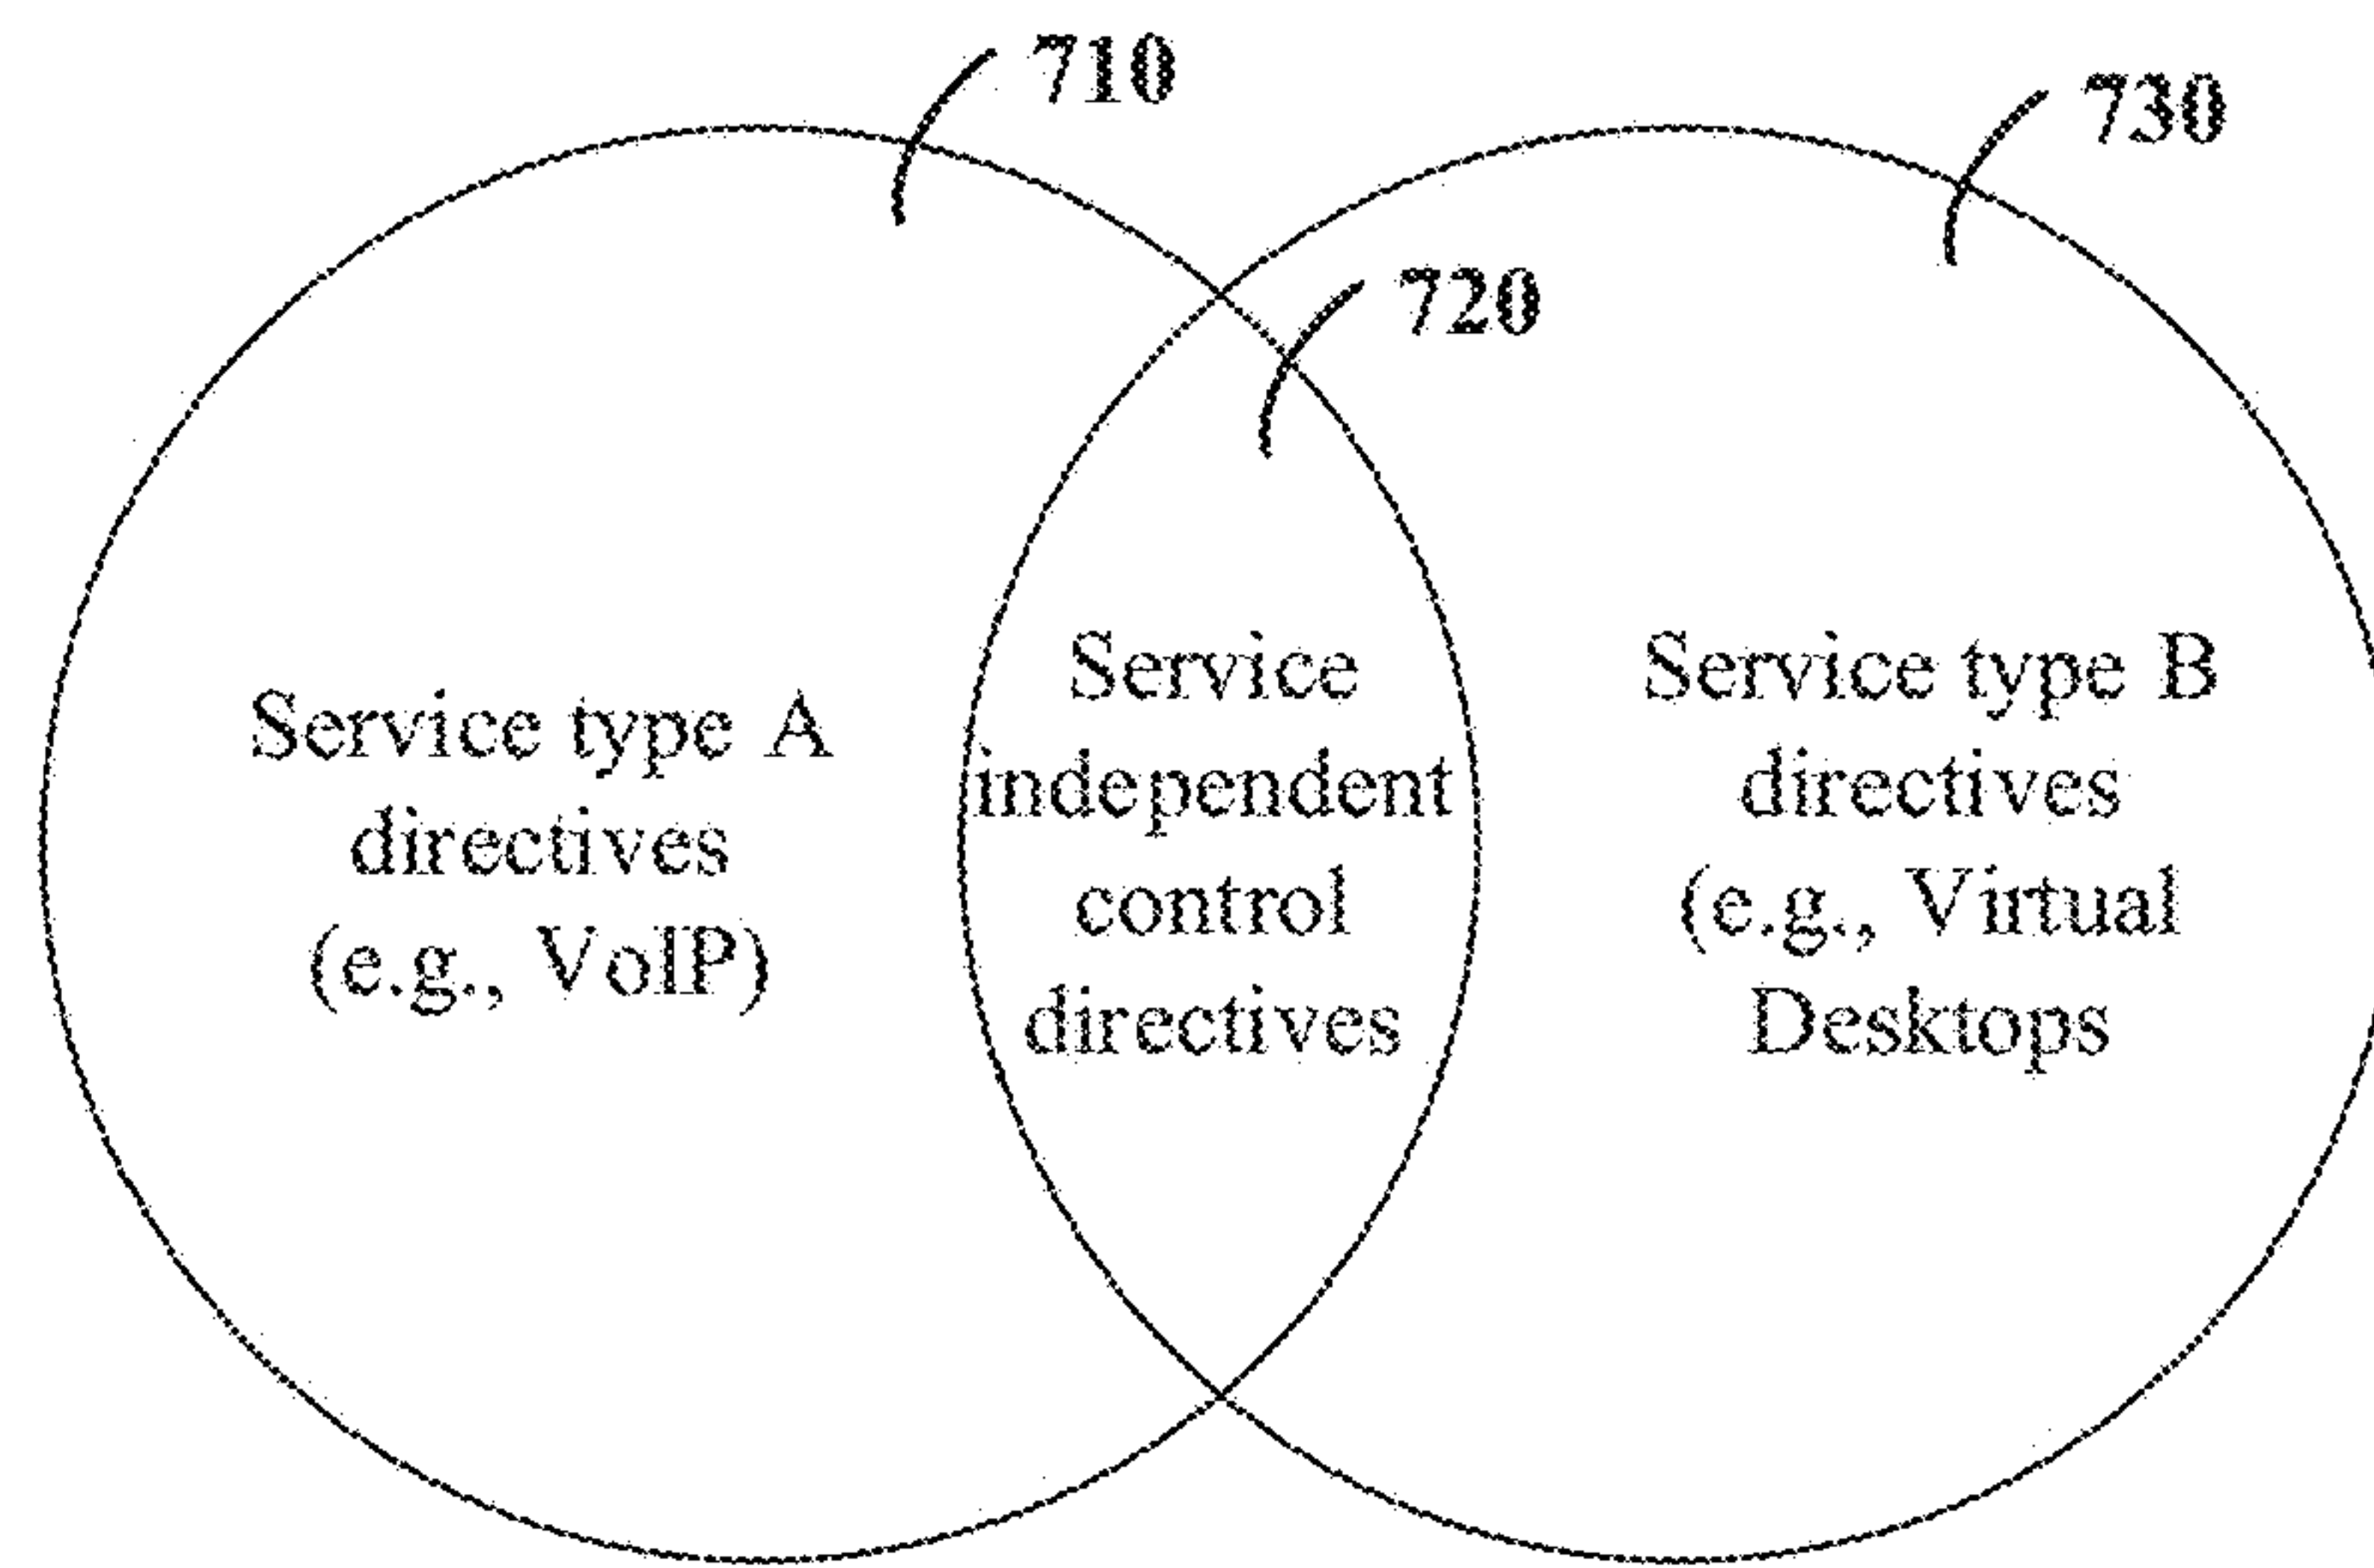 710
730
720
Service type A
directives
(e.g., VoIP)
Service
independent
control
directives
Service type B
directives
(e.g., Virtual
Desktops